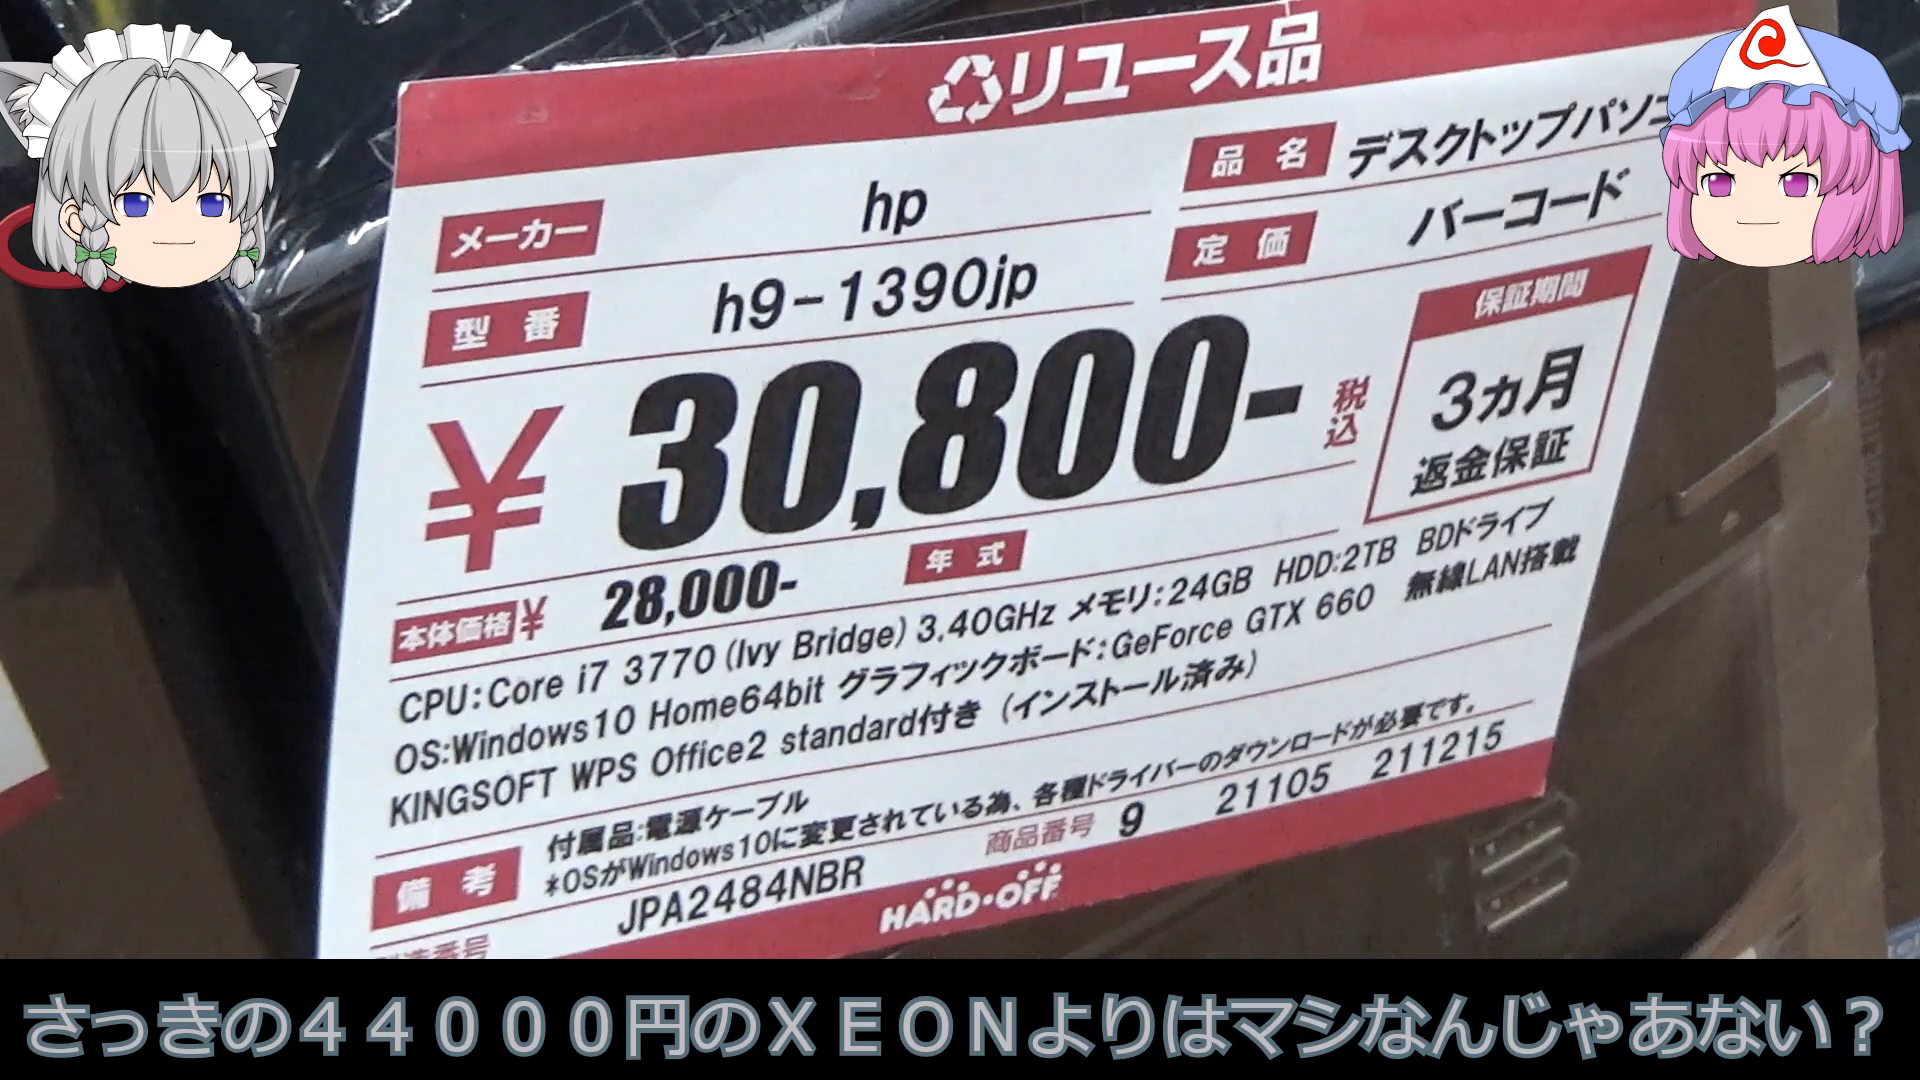 リユース品
メーカー hp 品名 デスクトップパソコ
型番 h9-1390jp 定価 バーコード
¥30,800- 税込
保証期間
3ヵ月
返金保証
本体価格¥ 28,000- 年式
CPU:Core i7 3770 (Ivy Bridge) 3.40GHz メモリ:24GB HDD:2TB BDドライブ
OS:Windows10 Home64bit グラフィックボード:GeForce GTX 660 無線LAN搭載
KINGSOFT WPS Office2 standard付き (インストール済み)
備考 付属品:電源ケーブル
*OSがWindows10に変更されている為、各種ドライバーのダウンロードが必要です。
JPA2484NBR 商品番号 9 21105 211215
HARD・OFF
さっきの44000円のXEONよりはマシなんじゃあない?